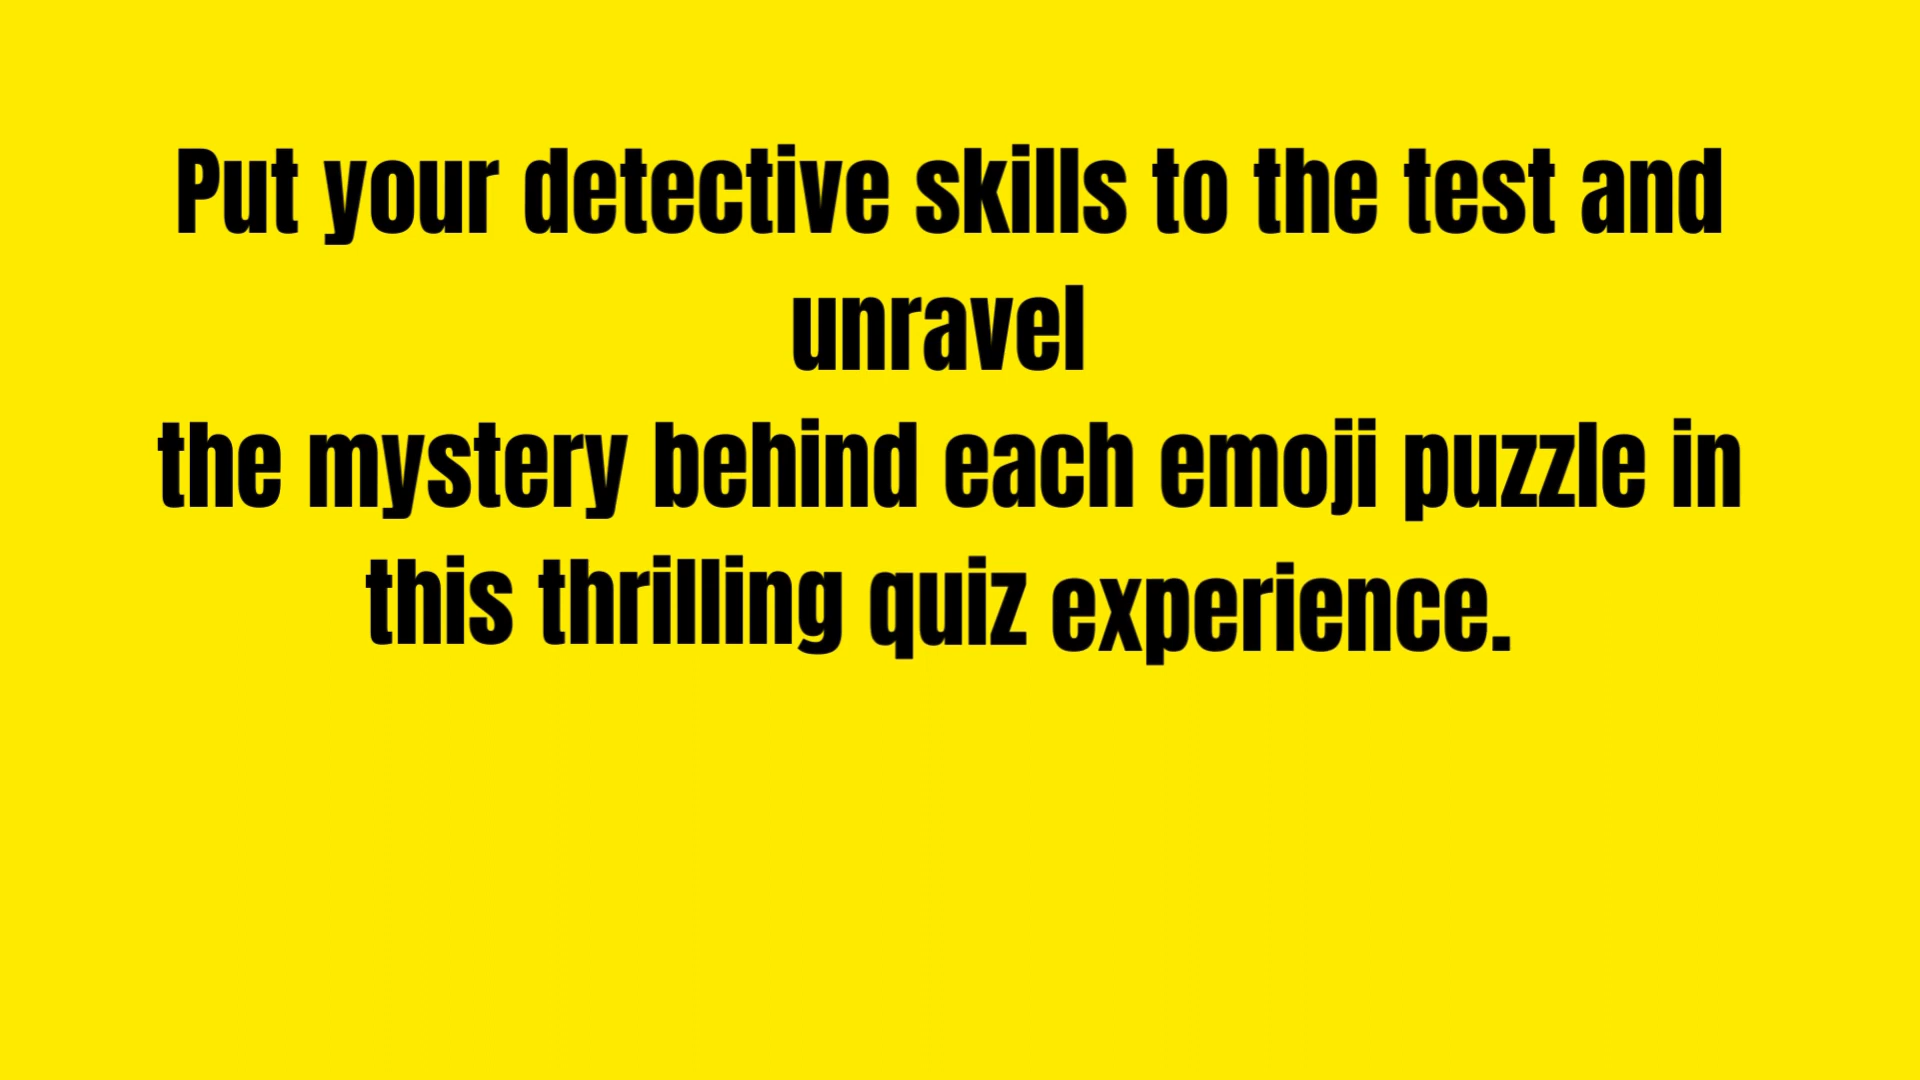 Put your detective skills to the test and
unravel
the mystery behind each emoji puzzle in
this thrilling quiz experience.